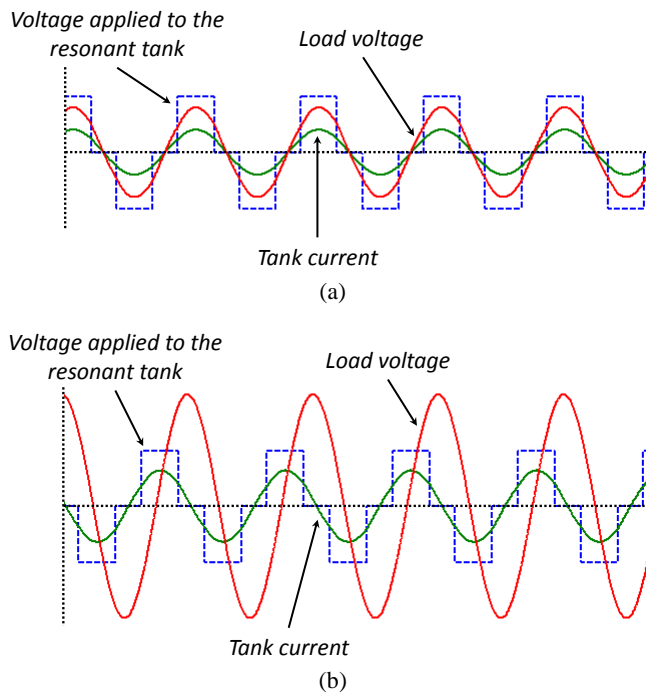 Voltage applied to the
resonant tank
Load voltage
Tank current
(a)
Voltage applied to the
resonant tank
Load voltage
Tank current
(b)